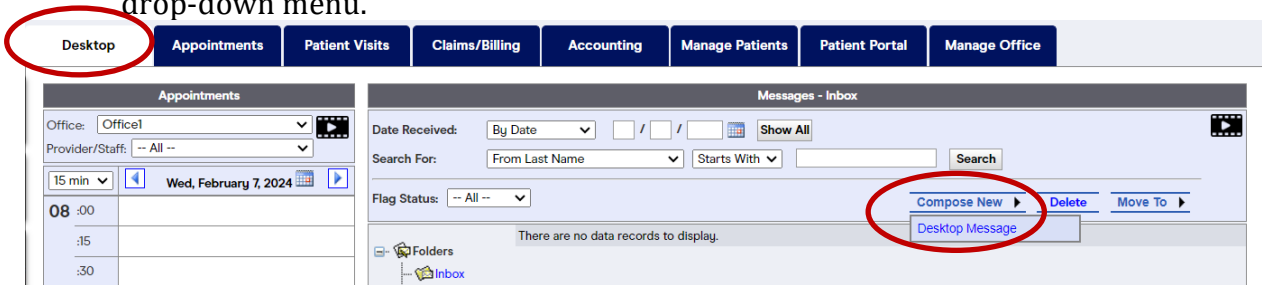 drop-down menu.
Desktop Appointments Patient Visits Claims/Billing Accounting Manage Patients Patient Portal Manage Office
Appointments
Office: Office1
Provider/Staff: -- All --
15 min Wed, February 7, 2024
08 :00
:15
:30
Messages - Inbox
Date Received: By Date / / Show All
Search For: From Last Name Starts With Search
Flag Status: -- All -- Compose New Delete Move To
Desktop Message
There are no data records to display.
Folders
Inbox